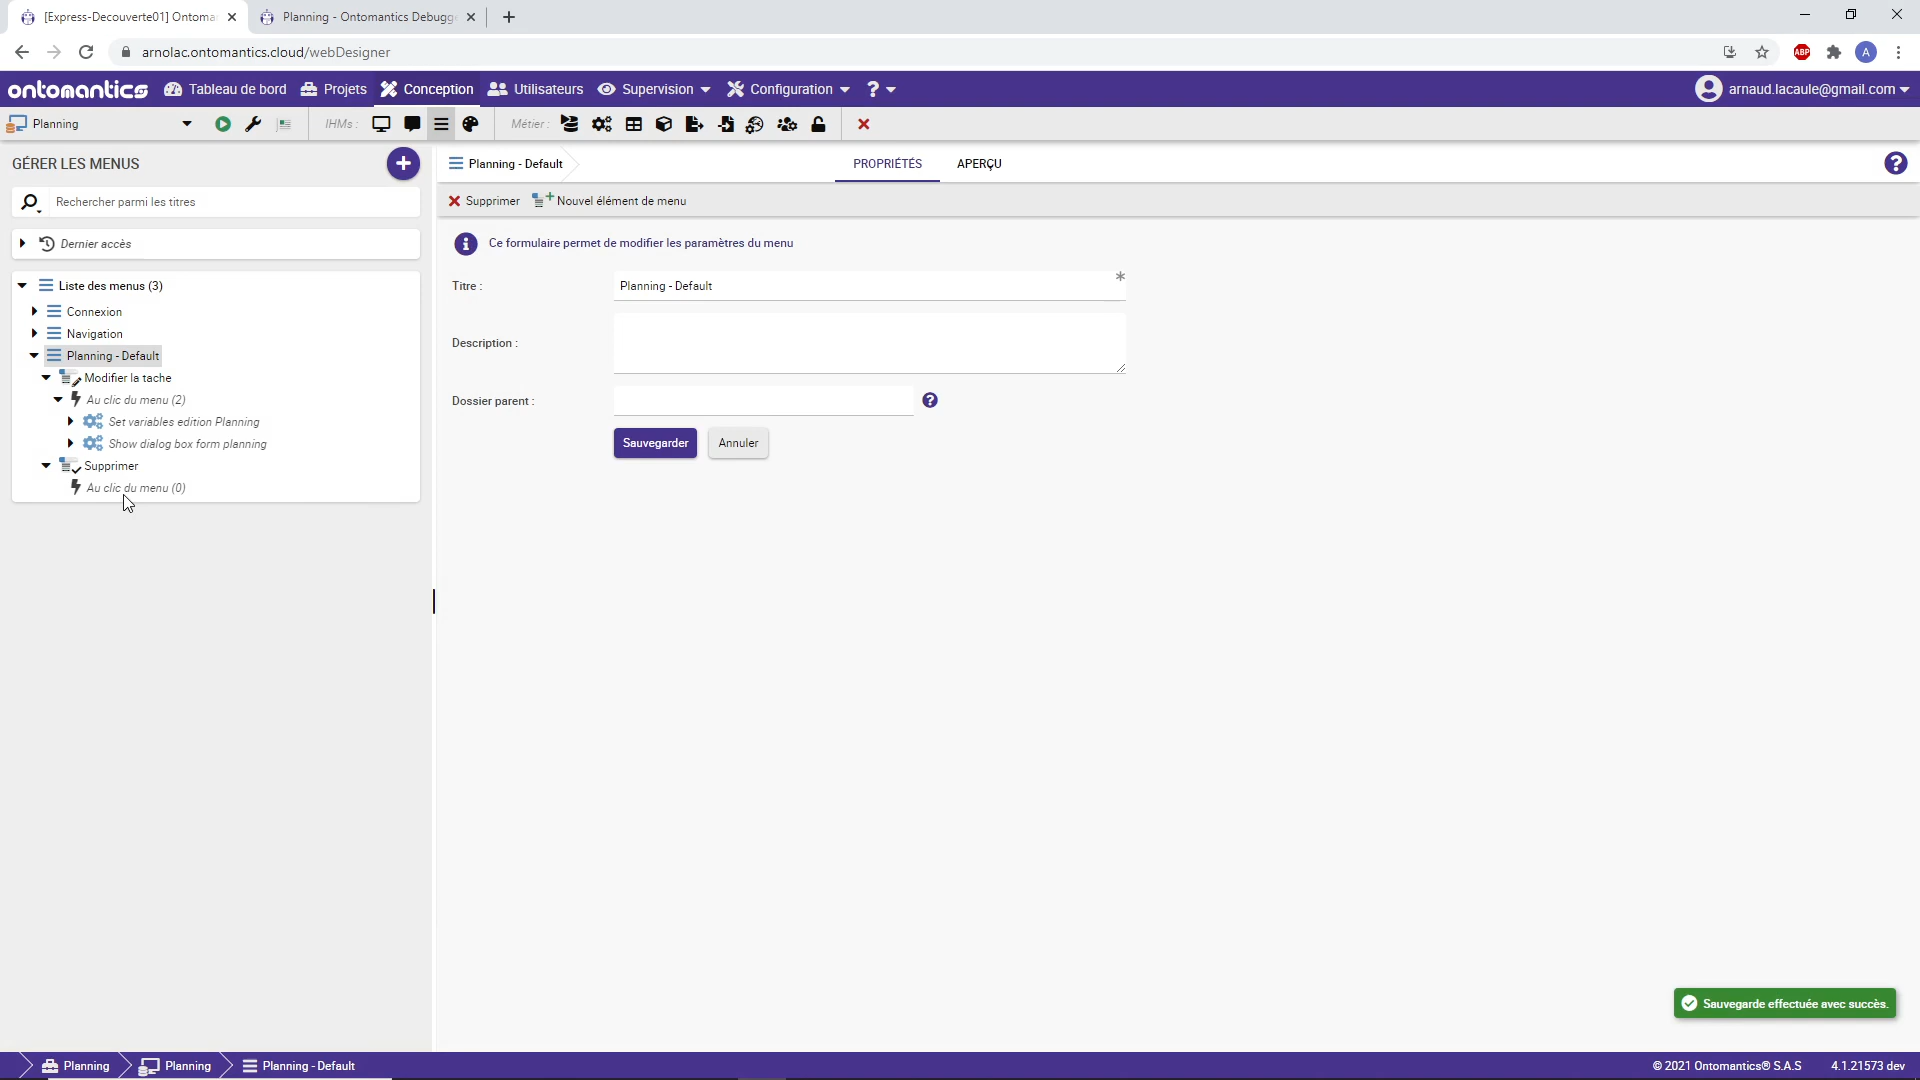 [Express-Decouverte01] Ontoma
Planning - Ontomantics Debugg
arnolac.ontomantics.cloud/webDesigner
ABP
A
ontomantics
Tableau de bord
Projets
Conception
Utilisateurs
Supervision
Configuration
?
arnaud.lacaule@gmail.com
Planning
IHMs :
Métier :
GÉRER LES MENUS
Planning - Default
PROPRIÉTÉS
APERÇU
Rechercher parmi les titres
Supprimer
Nouvel élément de menu
Dernier accès
Ce formulaire permet de modifier les paramètres du menu
Liste des menus (3)
Connexion
Navigation
Planning - Default
Modifier la tache
Au clic du menu (2)
Set variables edition Planning
Show dialog box form planning
Supprimer
Au clic du menu (0)
Titre :
Planning - Default
*
Description :
Dossier parent :
Sauvegarder
Annuler
Sauvegarde effectuée avec succès.
Planning
Planning
Planning - Default
© 2021 Ontomantics® S.A.S
4.1.21573 dev